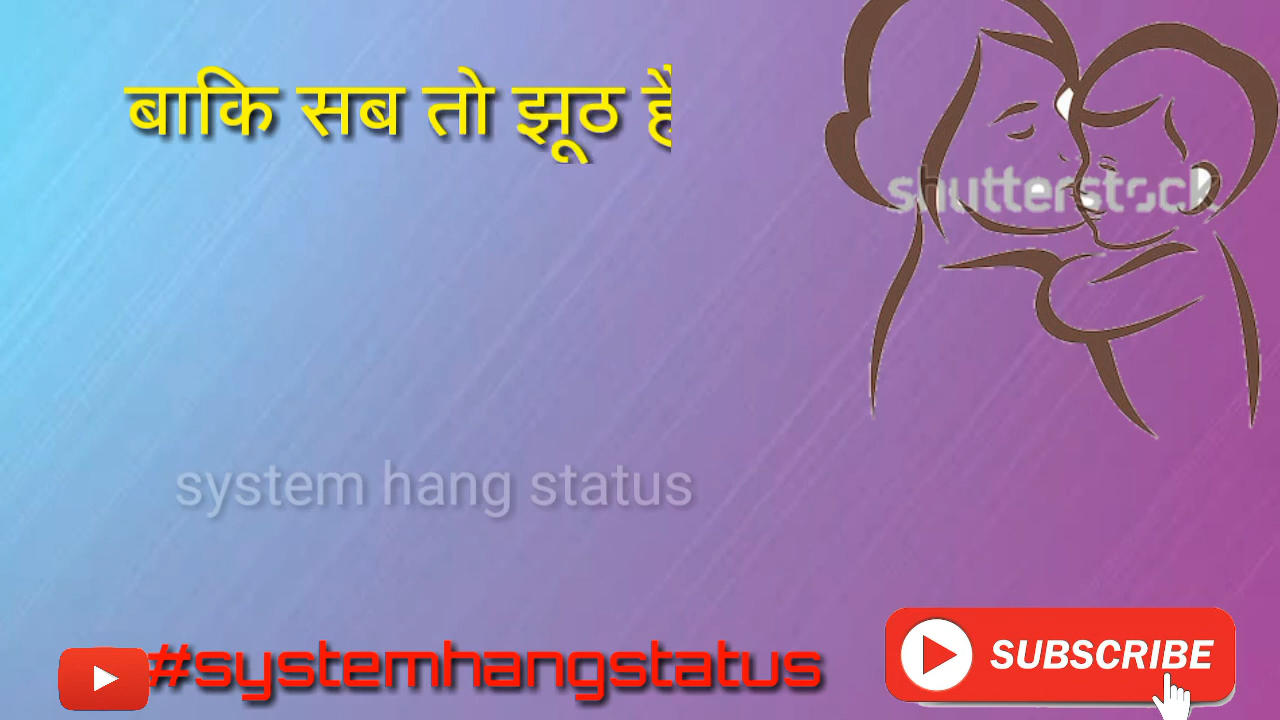 बाकि सब तो झूठ है
shutterstock
system hang status
#systemhangstatus
SUBSCRIBE